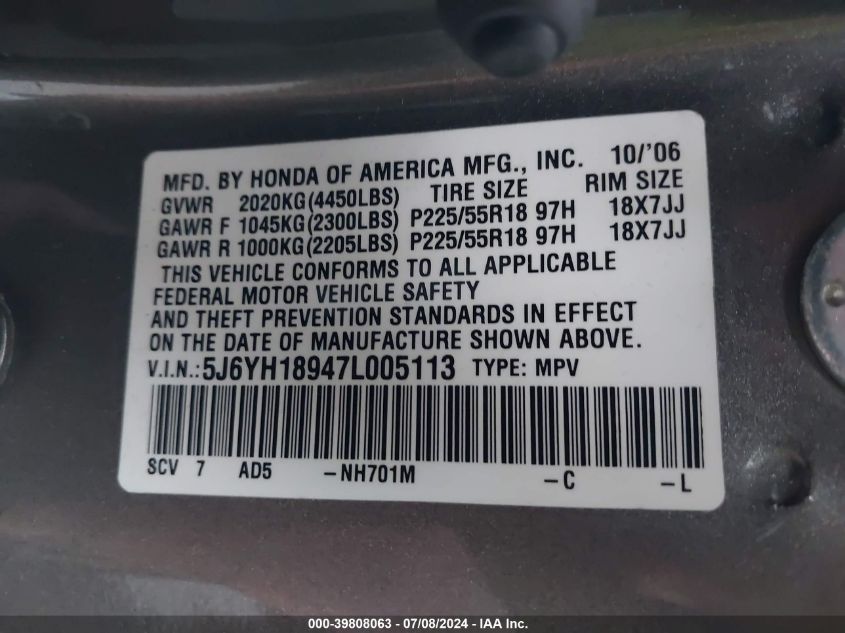 MFD. BY HONDA OF AMERICA MFG., INC. 10/'06
GVWR 2020KG(4450LBS) TIRE SIZE RIM SIZE
GAWR F 1045KG(2300LBS) P225/55R18 97H 18X7JJ
GAWR R 1000KG(2205LBS) P225/55R18 97H 18X7JJ
THIS VEHICLE CONFORMS TO ALL APPLICABLE
FEDERAL MOTOR VEHICLE SAFETY
AND THEFT PREVENTION STANDARDS IN EFFECT
ON THE DATE OF MANUFACTURE SHOWN ABOVE.
V.I.N.:5J6YH18947L005113 TYPE: MPV
SCV 7 AD5 -NH701M -C -L
000-39808063 - 07/08/2024 - IAA Inc.